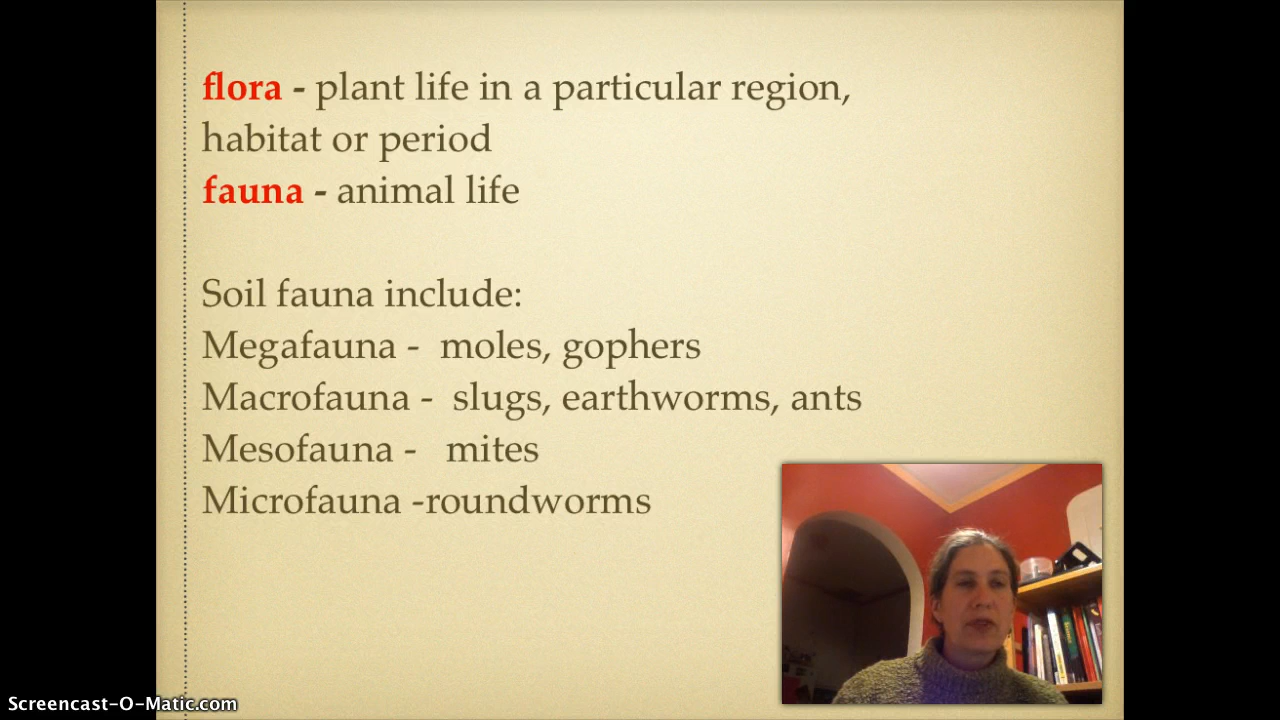 flora - plant life in a particular region,
habitat or period
fauna - animal life
Soil fauna include:
Megafauna - moles, gophers
Macrofauna - slugs, earthworms, ants
Mesofauna - mites
Microfauna -roundworms
Screencast-O-Matic.com